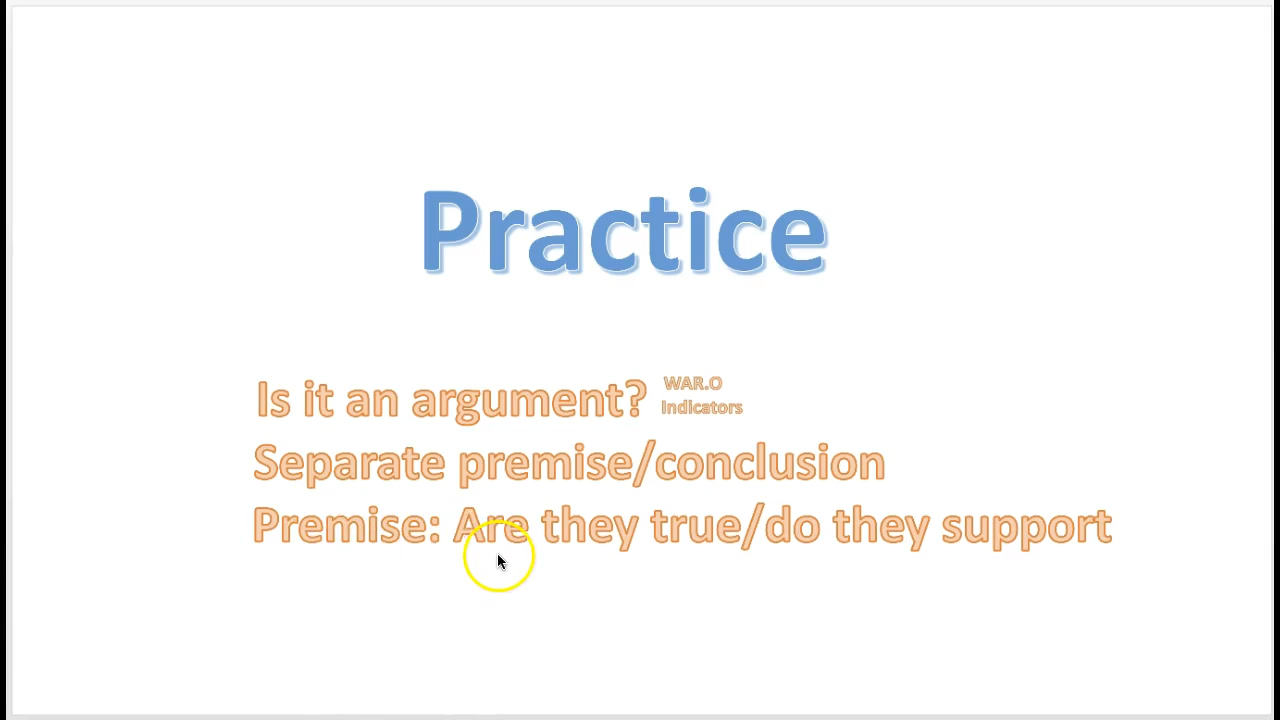 Practice
Is it an argument?
WAR.O
Indicators
Separate premise/conclusion
Premise: Are they true/do they support